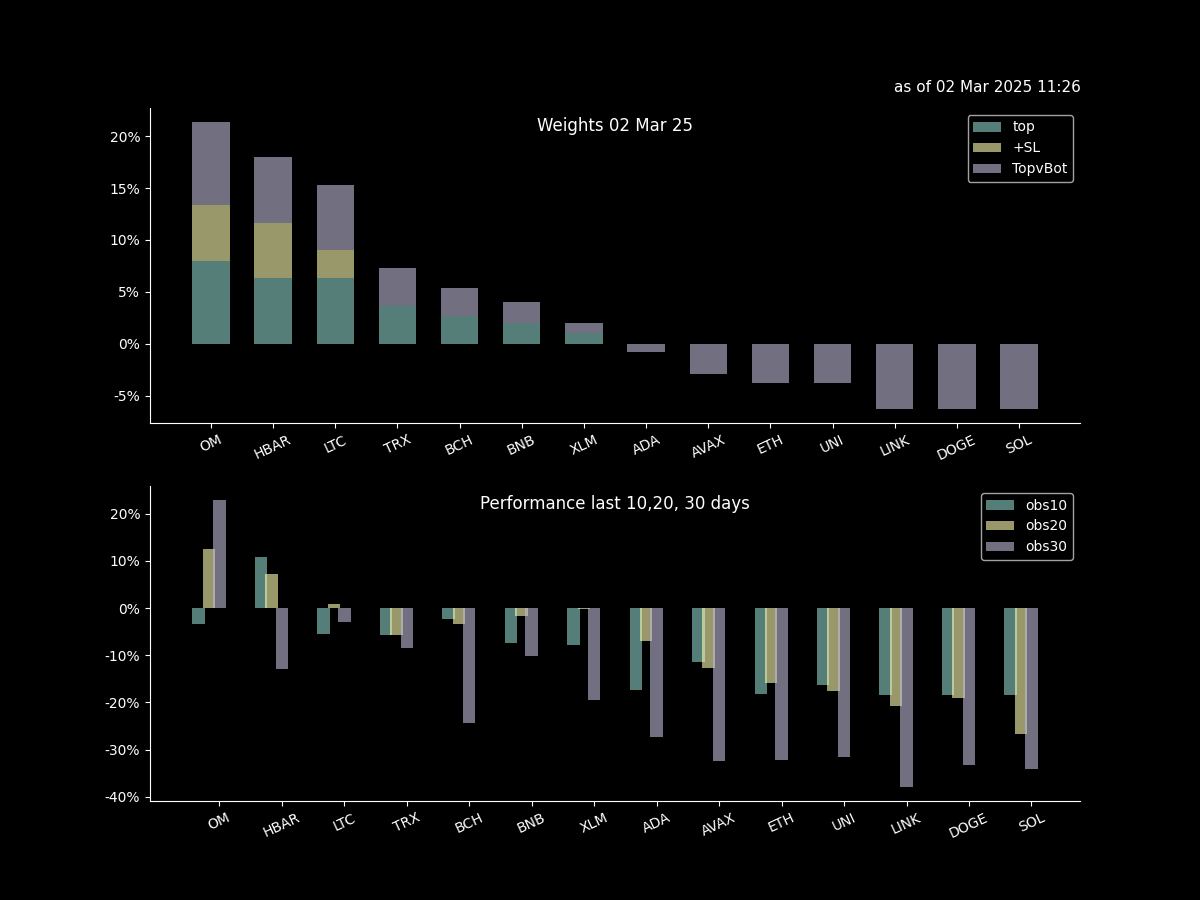 as of 02 Mar 2025 11:26
Weights 02 Mar 25
top
+SL
TopvBot
20%
15%
10%
5%
0%
-5%
OM HBAR LTC TRX BCH BNB XLM ADA AVAX ETH UNI LINK DOGE SOL
Performance last 10,20, 30 days
obs10
obs20
obs30
20%
10%
0%
-10%
-20%
-30%
-40%
OM HBAR LTC TRX BCH BNB XLM ADA AVAX ETH UNI LINK DOGE SOL